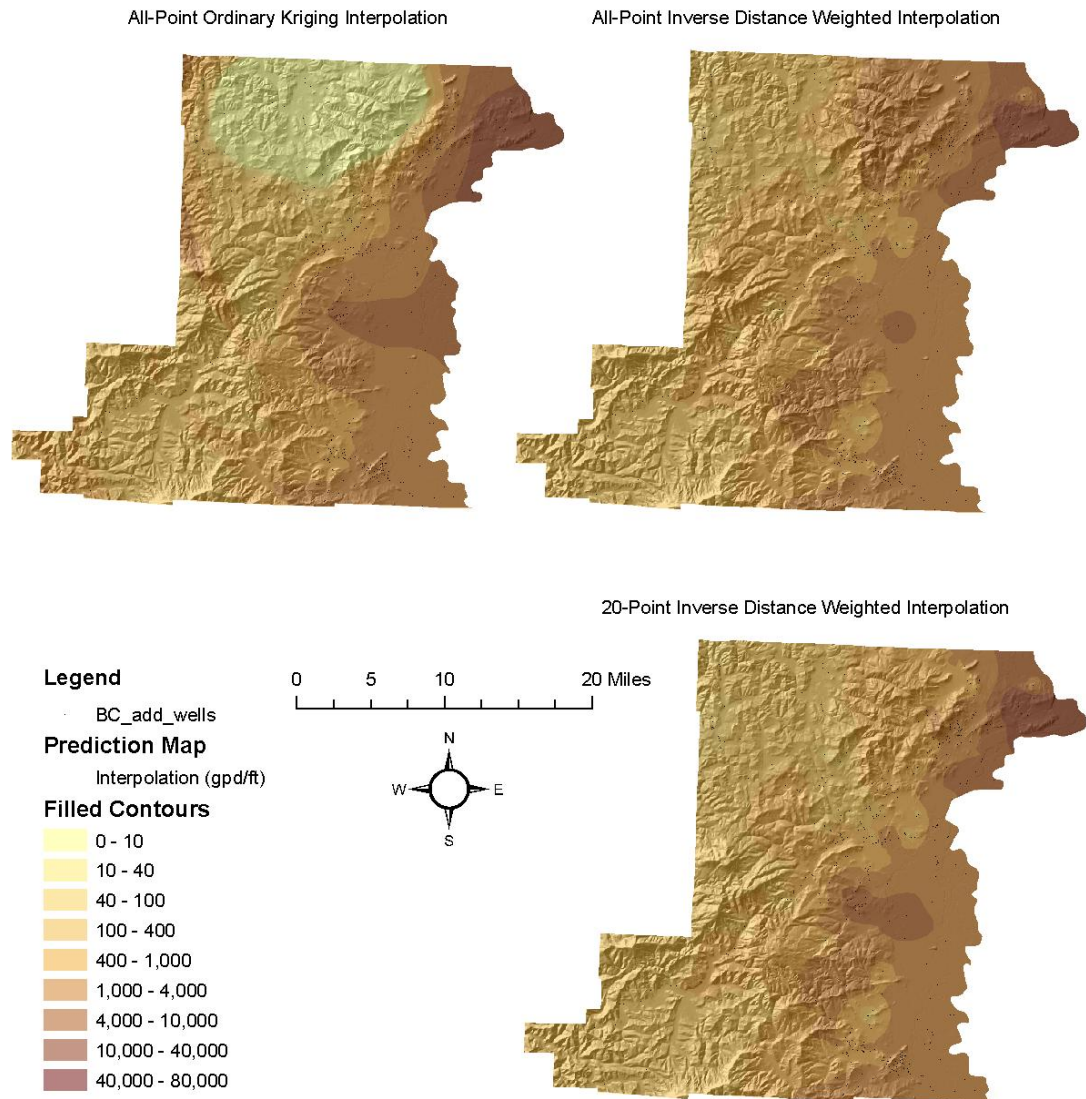 All-Point Ordinary Kriging Interpolation
All-Point Inverse Distance Weighted Interpolation
20-Point Inverse Distance Weighted Interpolation
Legend
BC_add_wells
Prediction Map
Interpolation (gpd/ft)
Filled Contours
0 - 10
10 - 40
40 - 100
100 - 400
400 - 1,000
1,000 - 4,000
4,000 - 10,000
10,000 - 40,000
40,000 - 80,000
0 5 10 20 Miles
N
W E
S